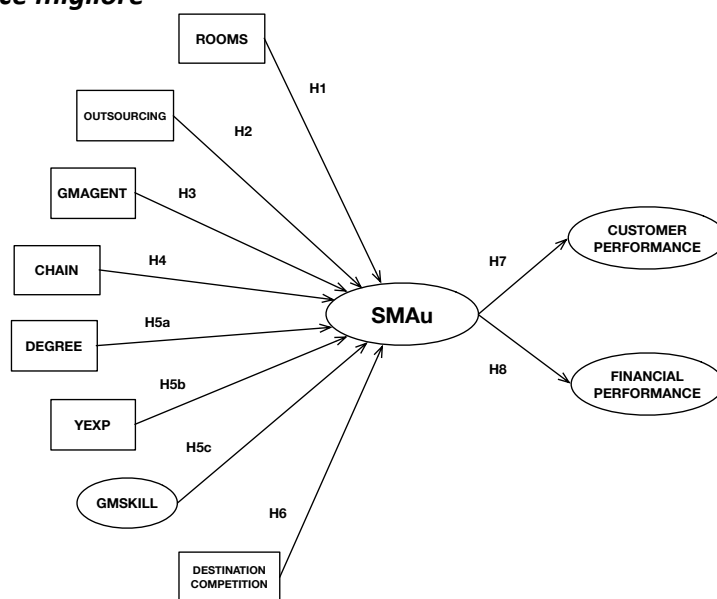 ce migliore
ROOMS
H1
OUTSOURCING
H2
GMAGENT
H3
CHAIN
H4
DEGREE
H5a
YEXP
H5b
GMSKILL
H5c
DESTINATION
COMPETITION
H6
SMAu
H7
CUSTOMER
PERFORMANCE
H8
FINANCIAL
PERFORMANCE